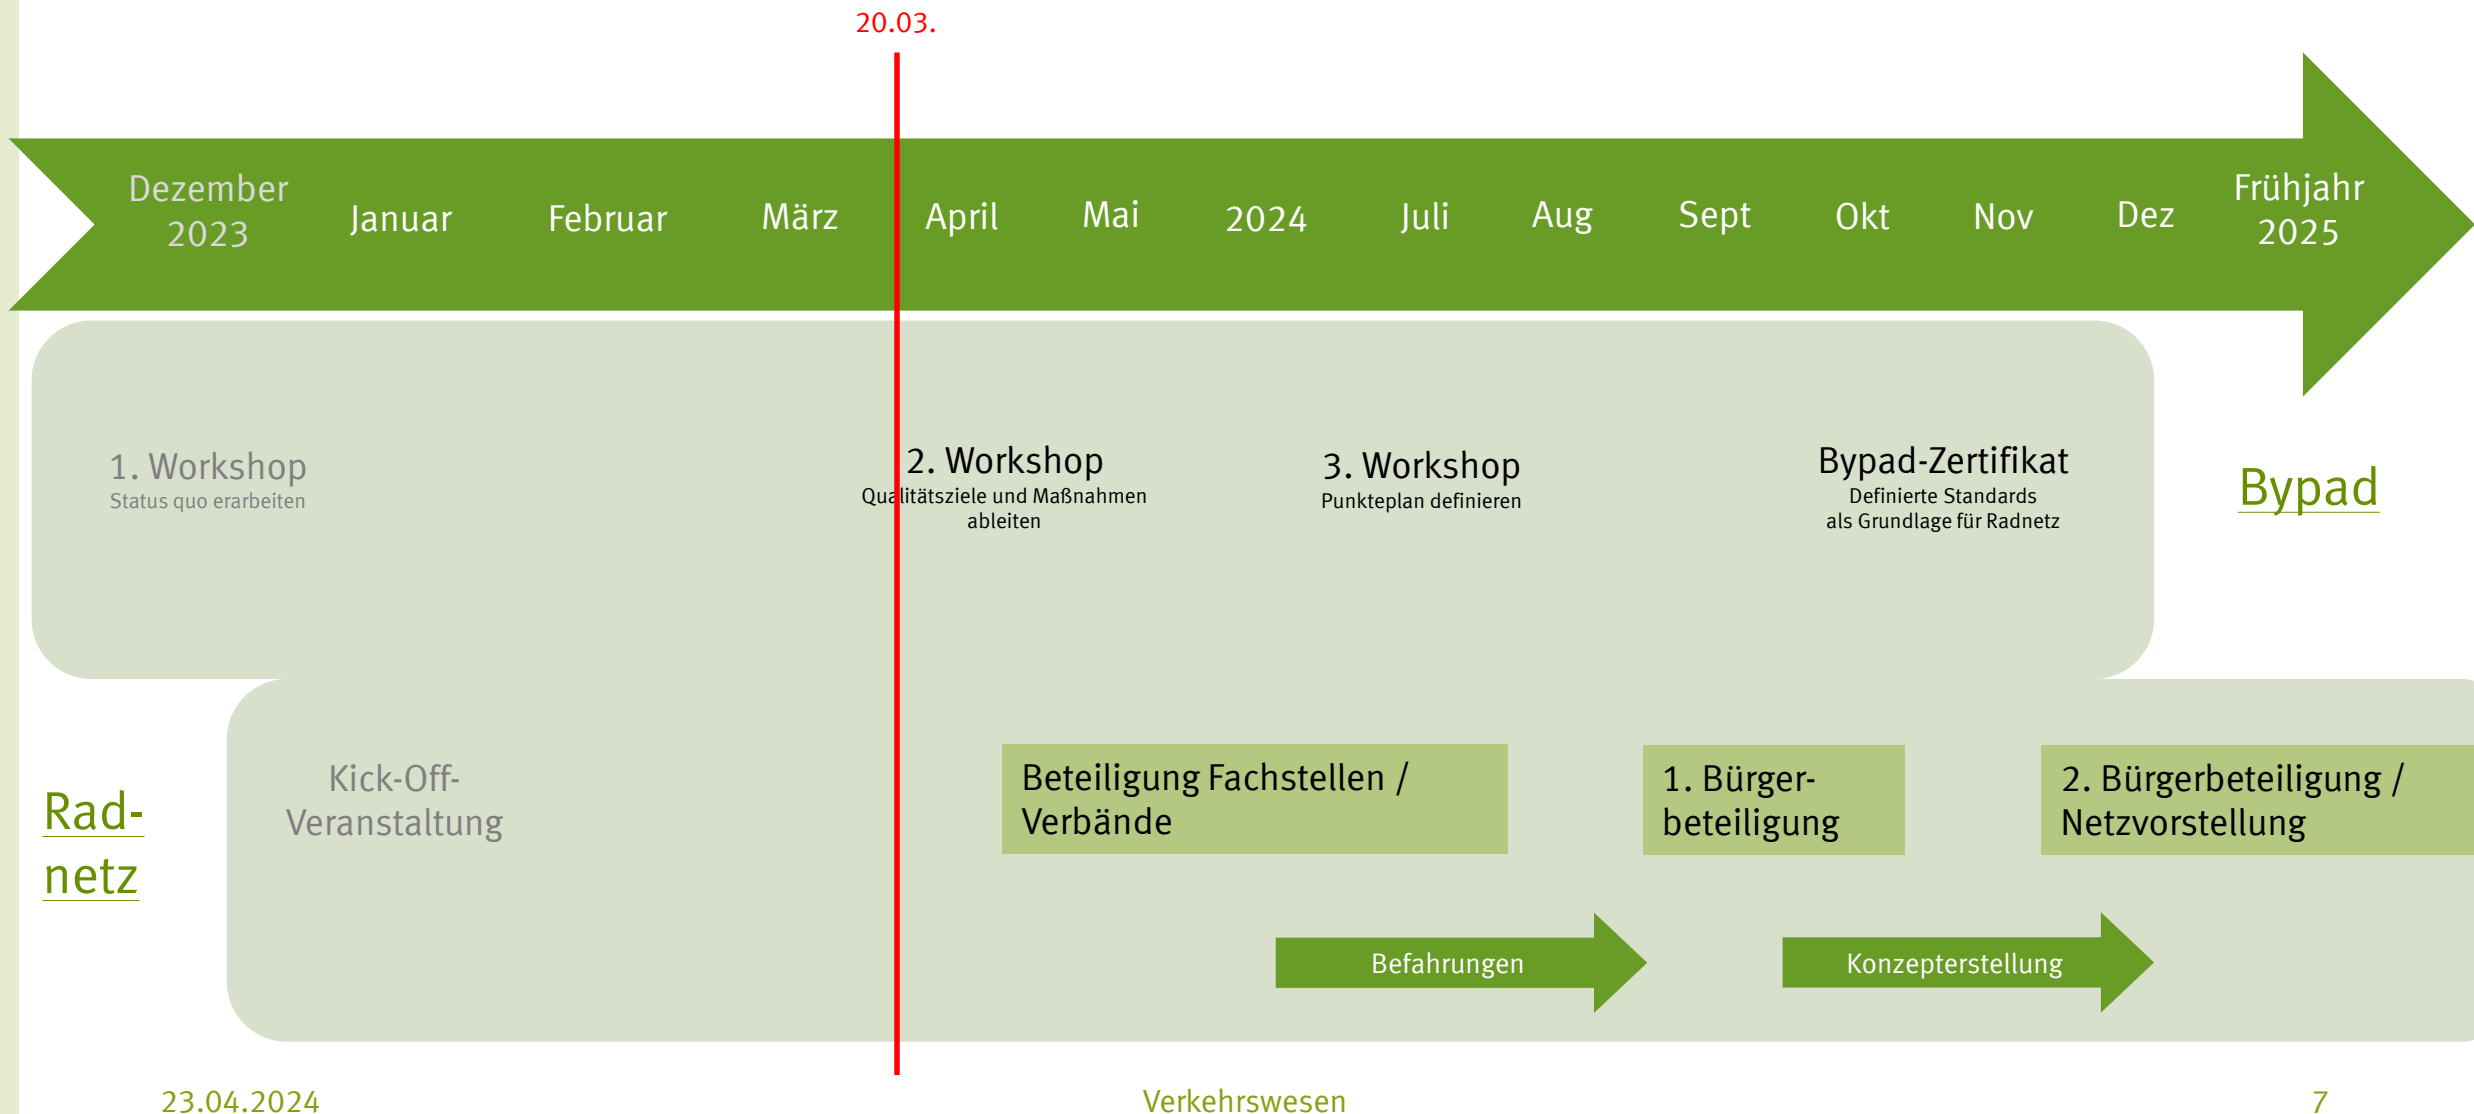 20.03.
Dezember
2023
Januar
Februar
März
April
Mai
2024
Juli
Aug
Sept
Okt
Nov
Dez
Frühjahr
2025
1. Workshop
Status quo erarbeiten
2. Workshop
Qualitätsziele und Maßnahmen
ableiten
3. Workshop
Punkteplan definieren
Bypad-Zertifikat
Definierte Standards
als Grundlage für Radnetz
Bypad
Rad-
netz
Kick-Off-
Veranstaltung
Beteiligung Fachstellen /
Verbände
1. Bürger-
beteiligung
2. Bürgerbeteiligung /
Netzvorstellung
Befahrungen
Konzepterstellung
23.04.2024
Verkehrswesen
7